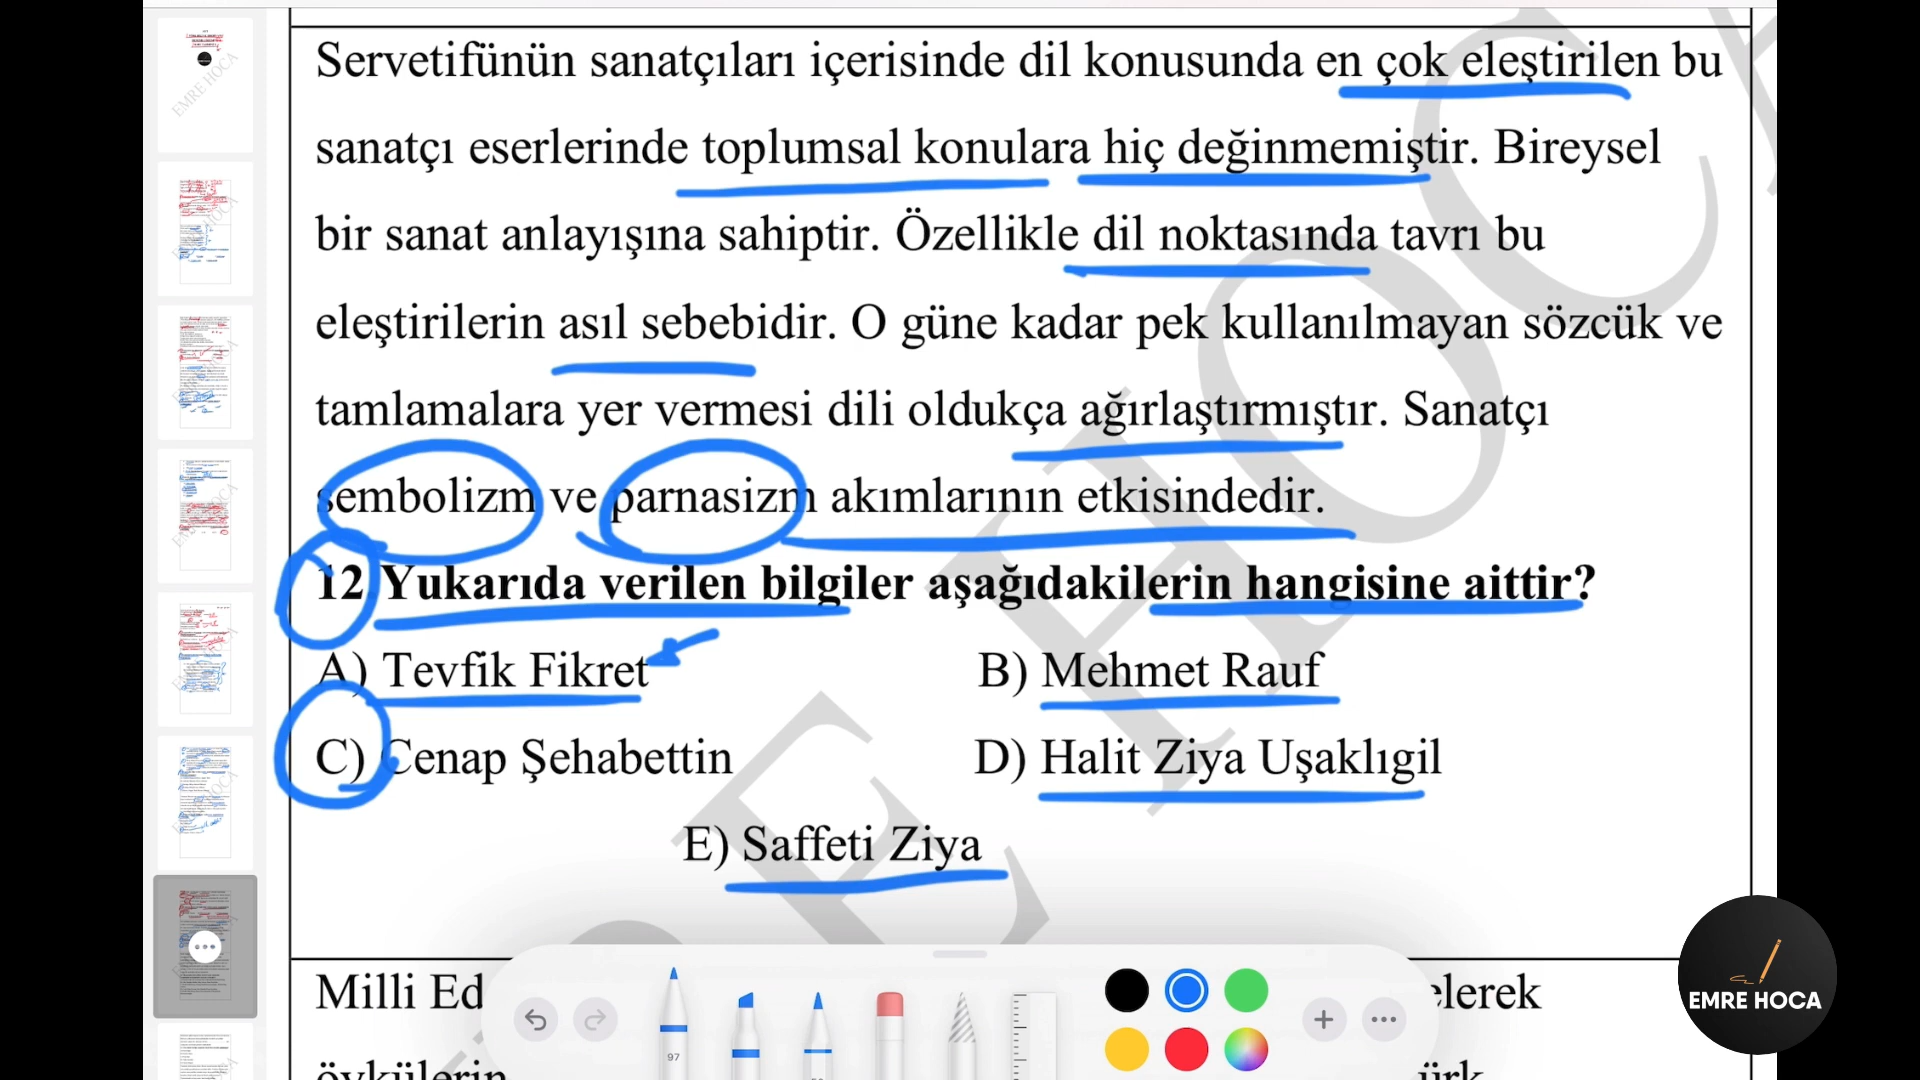 Servetifünün sanatçıları içerisinde dil konusunda en çok eleştirilen bu
sanatçı eserlerinde toplumsal konulara hiç değinmemiştir. Bireysel
bir sanat anlayışına sahiptir. Özellikle dil noktasında tavrı bu
eleştirilerin asıl sebebidir. O güne kadar pek kullanılmayan sözcük ve
tamlamalara yer vermesi dili oldukça ağırlaştırmıştır. Sanatçı
sembolizm ve parnasizm akımlarının etkisindedir.
12.Yukarıda verilen bilgiler aşağıdakilerin hangisine aittir?
A) Tevfik Fikret B) Mehmet Rauf
C) Cenap Şehabettin D) Halit Ziya Uşaklıgil
E) Saffeti Ziya
Milli Ed elerek
öykülerin ürk
97
EMRE HOCA